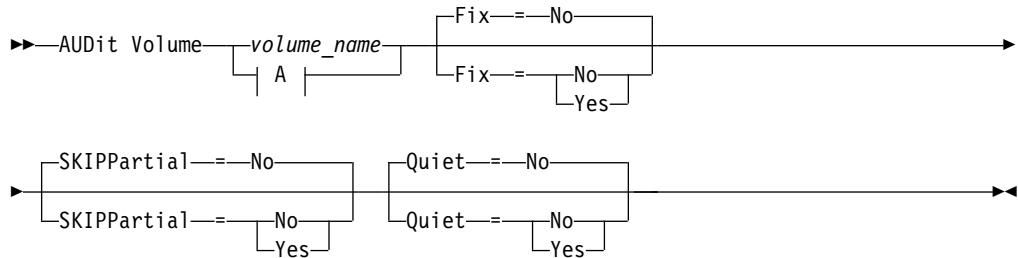 Fix = No
AUDit Volume volume_name
A
Fix = No
Yes
SKIPPartial = No
Quiet = No
SKIPPartial = No
Yes
Quiet = No
Yes